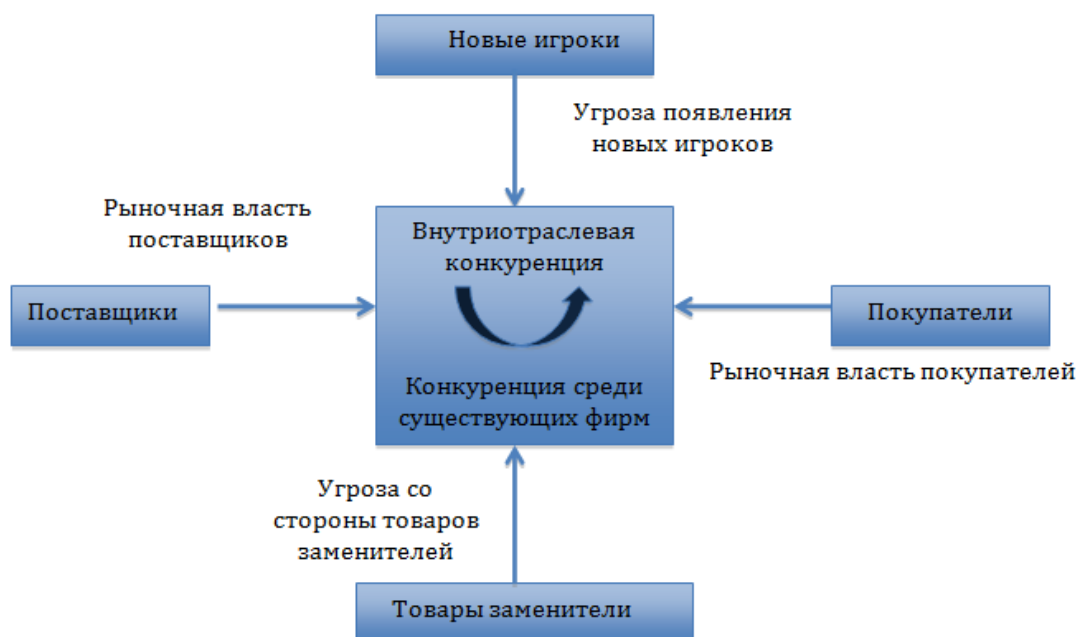 Новые игроки
Угроза появления
новых игроков
Рыночная власть
поставщиков
Внутриотраслевая
конкуренция
Поставщики
Покупатели
Рыночная власть покупателей
Конкуренция среди
существующих фирм
Угроза со
стороны товаров
заменителей
Товары заменители